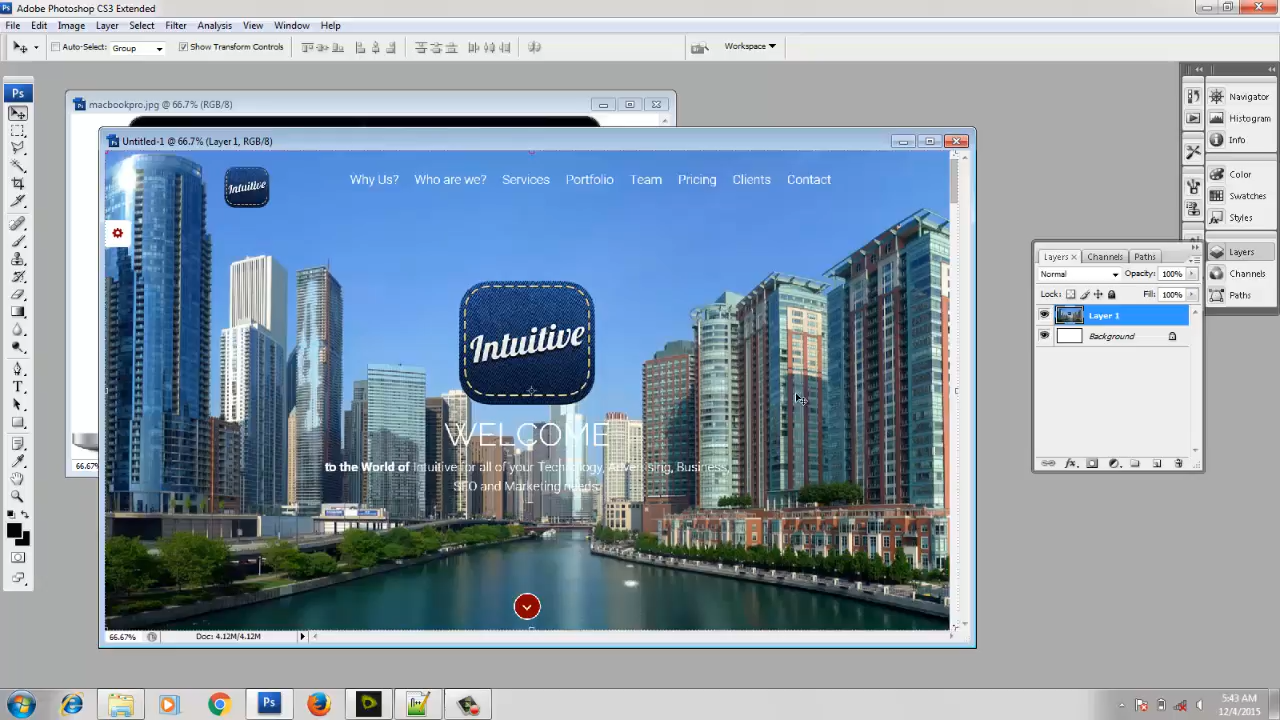 Adobe Photoshop CS3 Extended
File Edit Image Layer Select Filter Analysis View Window Help
Auto-Select: Group Show Transform Controls Workspace
Ps
macbookpro.jpg @ 66.7% (RGB/8)
Untitled-1 @ 66.7% (Layer 1, RGB/8)
Intuitive Why Us? Who are we? Services Portfolio Team Pricing Clients Contact
Intuitive
WELCOME
to the World of Intuitive for all of your Technology, Advertising, Business,
SEO and Marketing needs.
66.67% Doc: 4.12M/4.12M
66.67
Navigator
Histogram
Info
Color
Swatches
Styles
Layers
Channels
Paths
Layers Channels Paths
Normal Opacity: 100%
Lock: Fill: 100%
Layer 1
Background
T
Ps
5:43 AM
12/4/2015